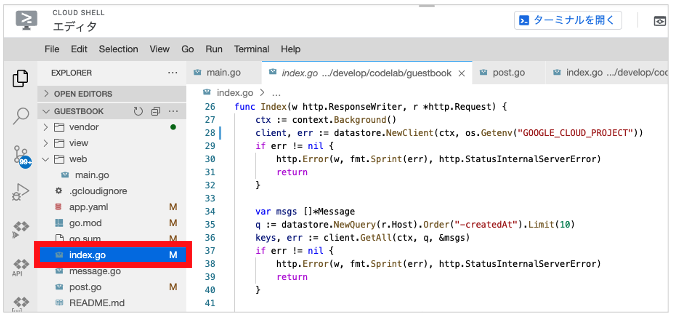 CLOUD SHELL
エディタ
ターミナルを開く
File Edit Selection View Go Run Terminal Help
EXPLORER ...
OPEN EDITORS
GUESTBOOK
vendor
view
web
main.go
.gcloudignore
app.yaml M
go.mod M
go.sum M
index.go M
message.go
post.go M
README.md
99+
API
main.go
index.go .../develop/codelab/guestbook
post.go
index.go .../develop/cod
index.go > ...
26 func Index(w http.ResponseWriter, r *http.Request) {
27 ctx := context.Background()
28 client, err := datastore.NewClient(ctx, os.Getenv("GOOGLE_CLOUD_PROJECT"))
29 if err != nil {
30 http.Error(w, fmt.Sprint(err), http.StatusInternalServerError)
31 return
32 }
33
34 var msgs []*Message
35 q := datastore.NewQuery(r.Host).Order("-createdAt").Limit(10)
36 keys, err := client.GetAll(ctx, q, &msgs)
37 if err != nil {
38 http.Error(w, fmt.Sprint(err), http.StatusInternalServerError)
39 return
40 }
41